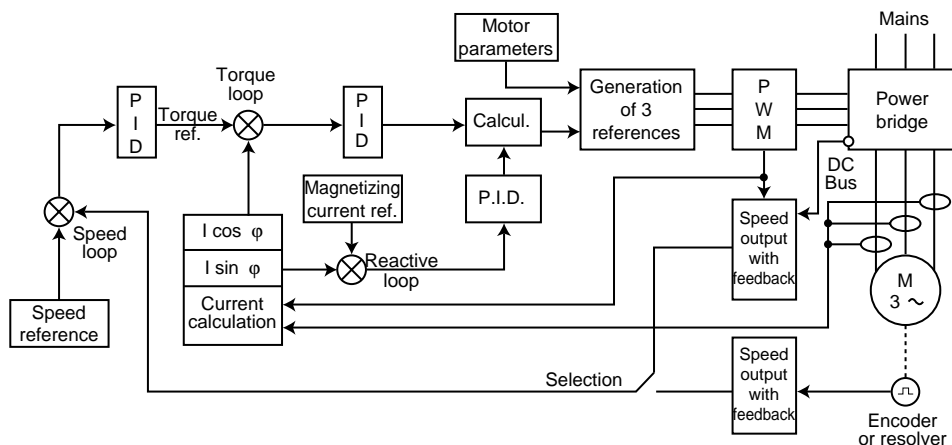 Mains
Motor
parameters
Torque
loop
P
I
D
Torque
ref.
P
I
D
Calcul.
Generation
of 3
references
P
W
M
Power
bridge
DC
Bus
Magnetizing
current ref.
P.I.D.
Speed
loop
I cos φ
I sin φ
Current
calculation
Reactive
loop
Speed
output
with
feedback
M
3 ~
Speed
reference
Selection
Speed
output
with
feedback
Encoder
or resolver